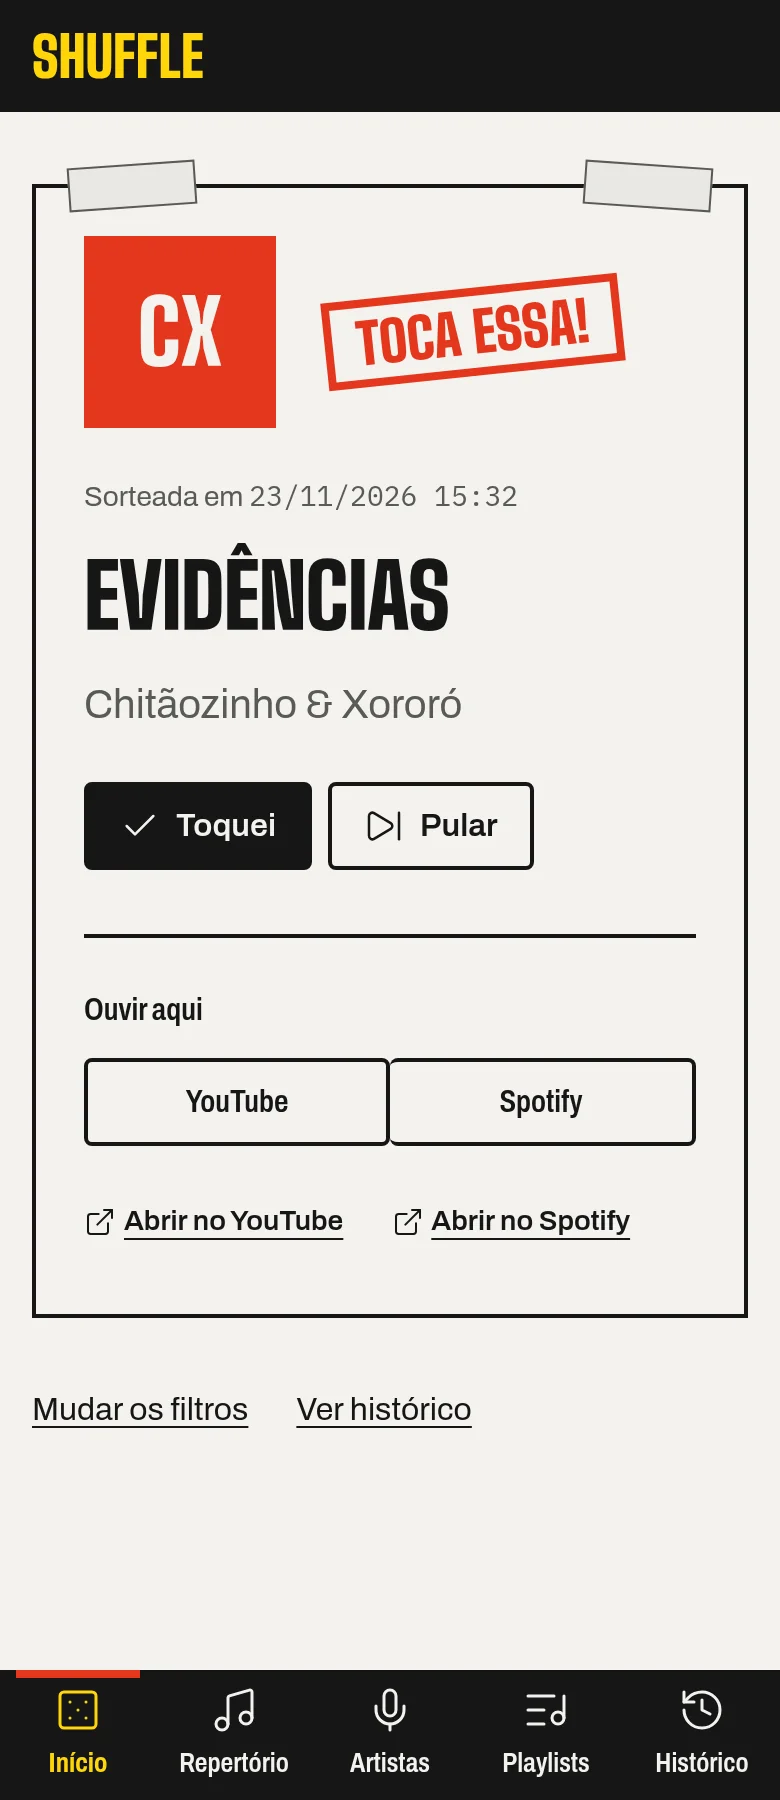 SHUFFLE
CX
TOCA ESSA!
Sorteada em 23/11/2026 15:32
EVIDÊNCIAS
Chitãozinho & Xororó
Toquei
Pular
Ouvir aqui
YouTube
Spotify
Abrir no YouTube
Abrir no Spotify
Mudar os filtros
Ver histórico
Início
Repertório
Artistas
Playlists
Histórico